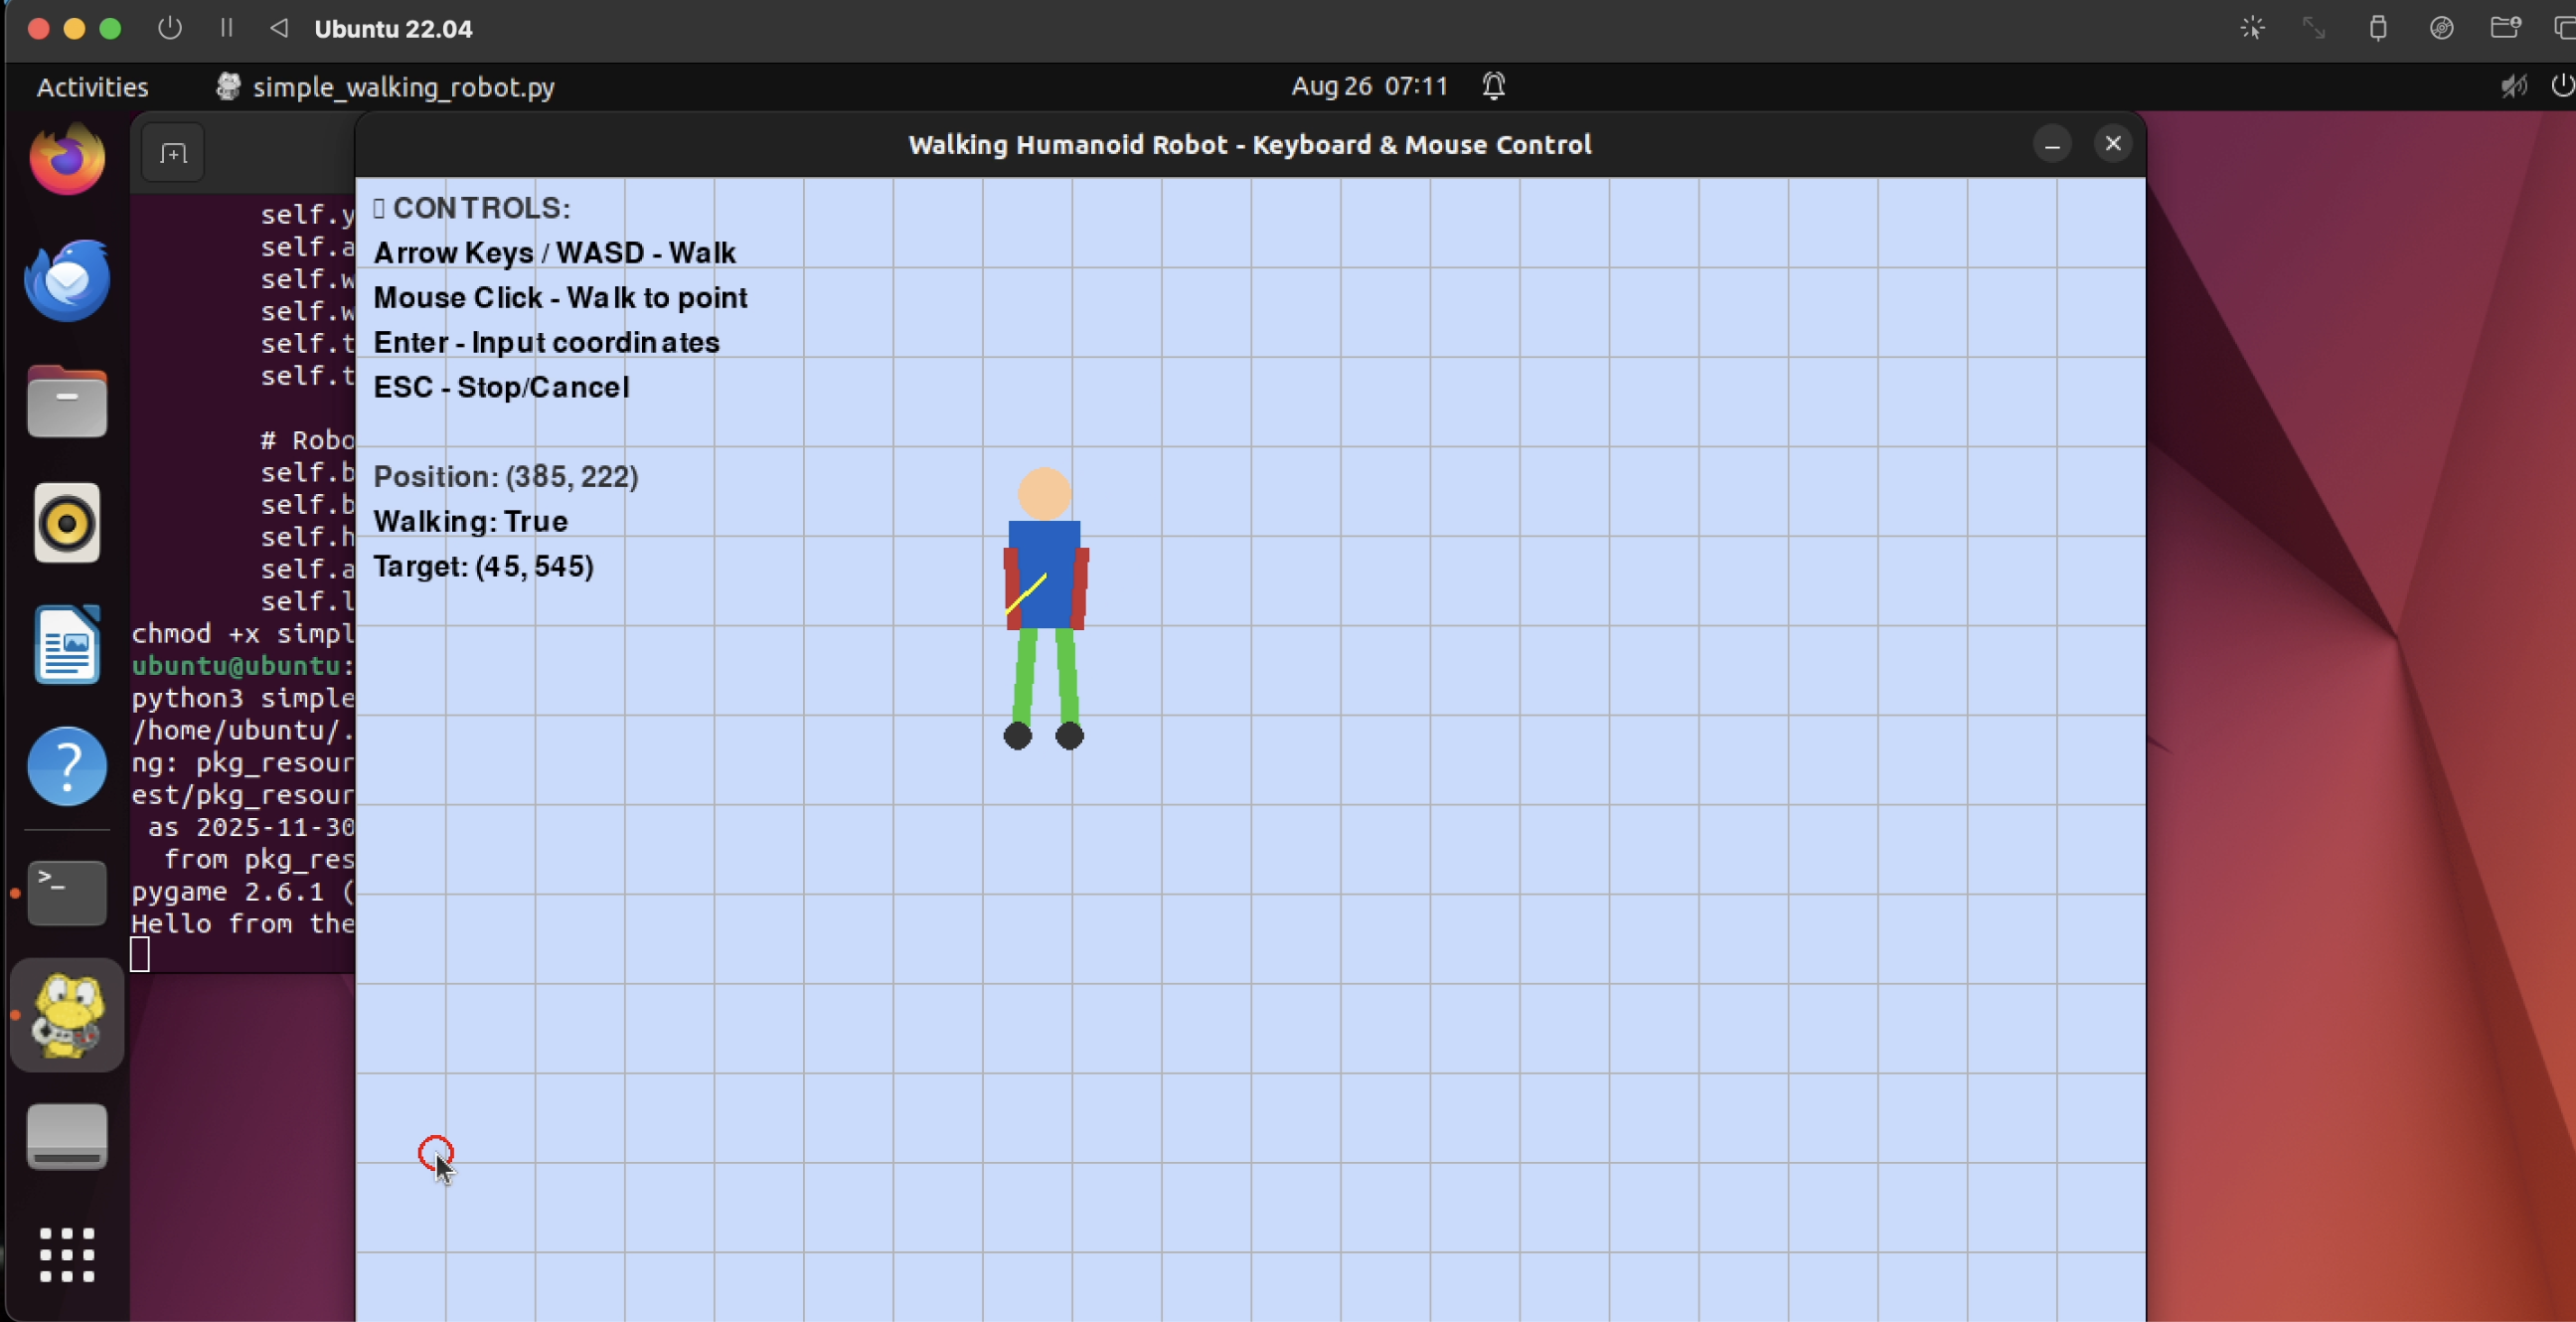 Ubuntu 22.04
Activities
simple_walking_robot.py
Aug 26 07:11
Walking Humanoid Robot - Keyboard & Mouse Control
CONTROLS:
Arrow Keys / WASD - Walk
Mouse Click - Walk to point
Enter - Input coordinates
ESC - Stop/Cancel
Position: (385, 222)
Walking: True
Target: (45, 545)
self.y
self.a
self.w
self.w
self.t
self.t
# Robo
self.b
self.b
self.h
self.a
self.l
chmod +x simpl
ubuntu@ubuntu:
python3 simple
/home/ubuntu/.
ng: pkg_resour
est/pkg_resour
as 2025-11-30
from pkg_res
pygame 2.6.1 (
Hello from the